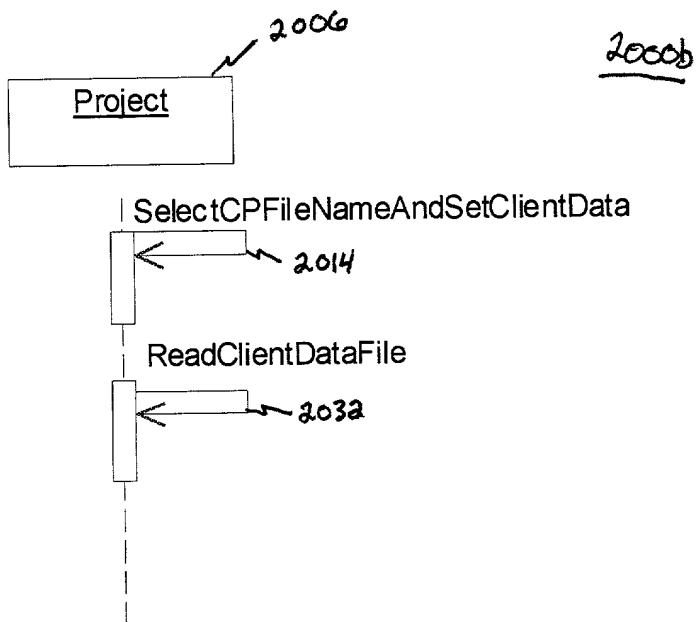 2006
2000b
Project
SelectCPFileNameAndSetClientData
2014
ReadClientDataFile
2032